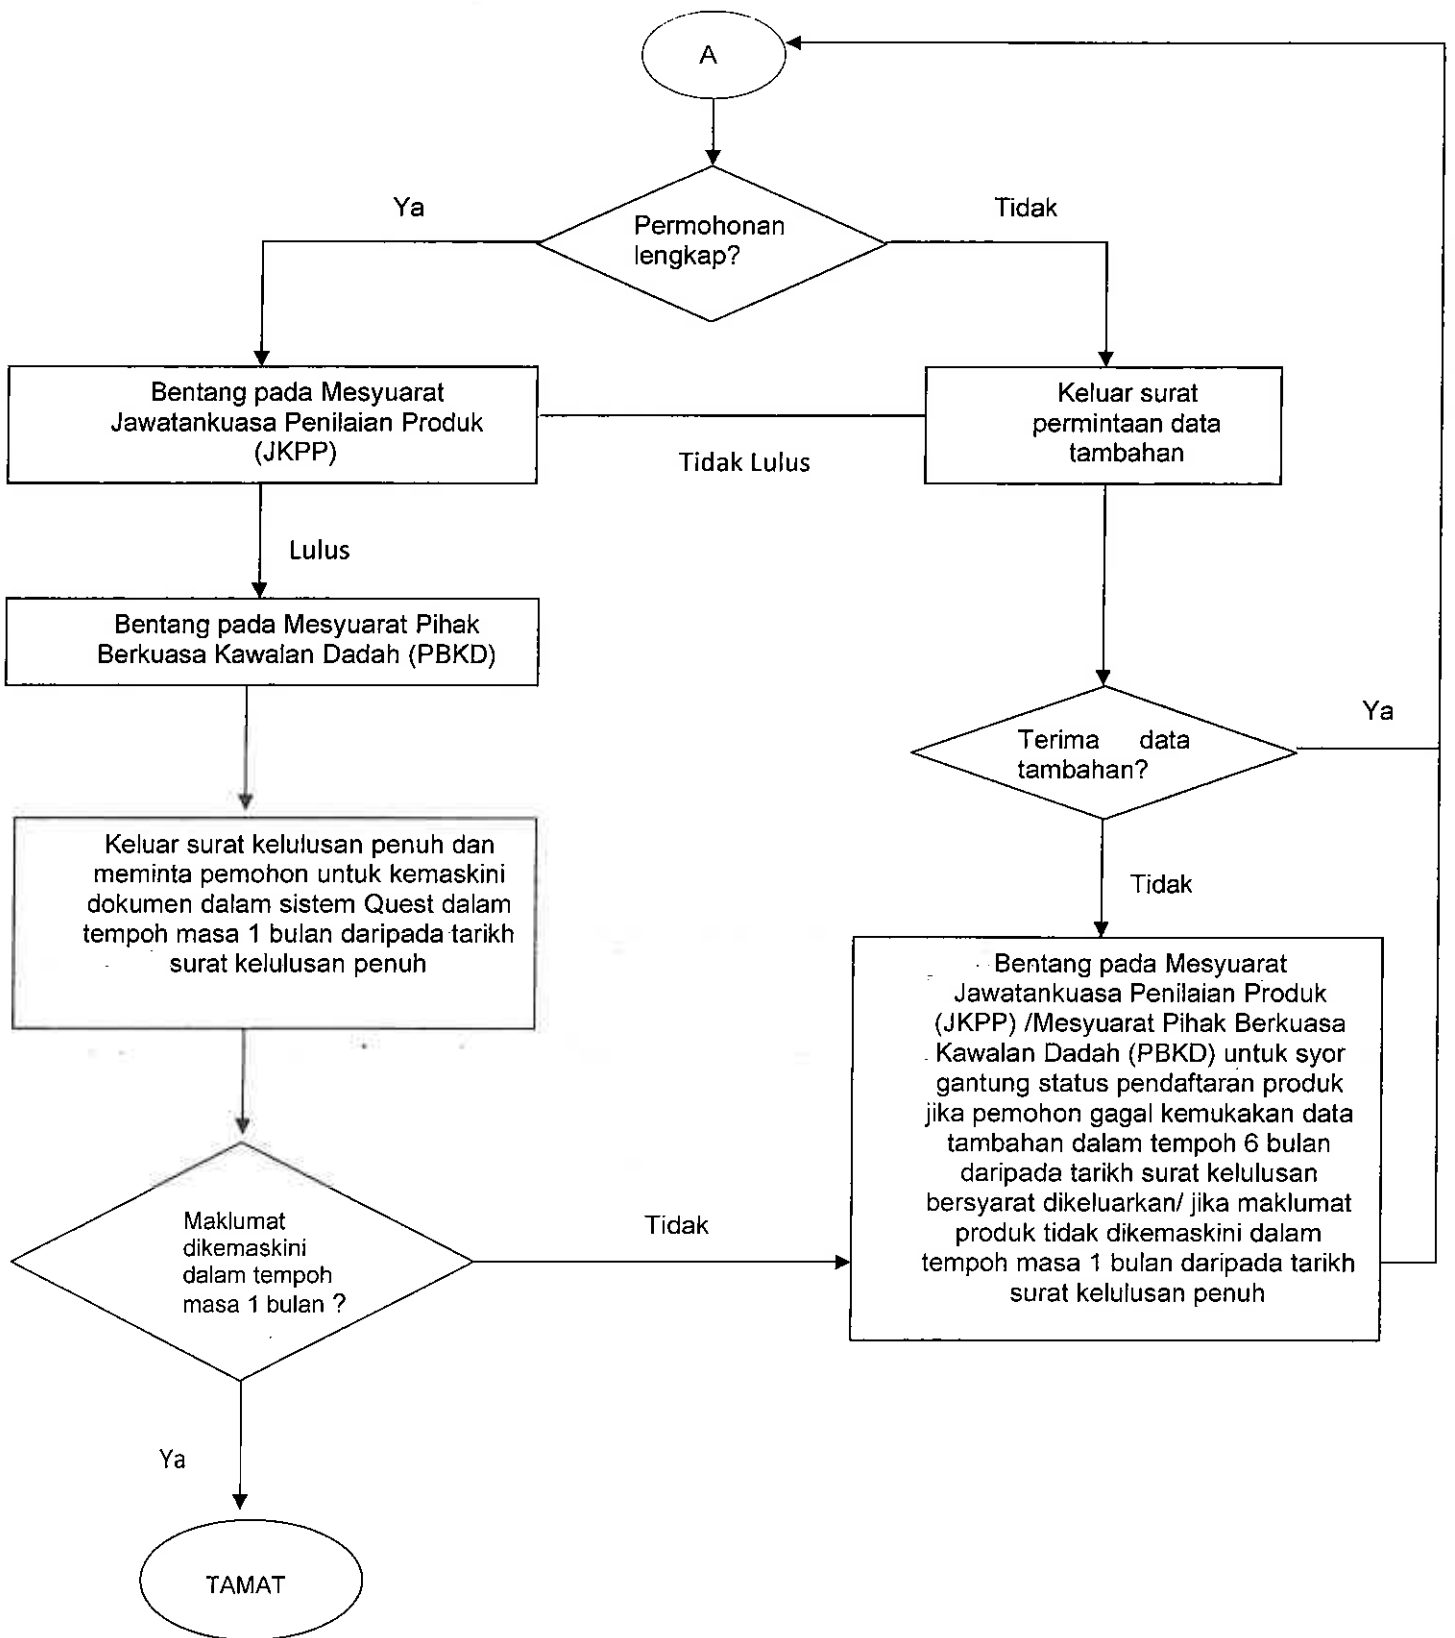 A
Permohonan
lengkap?
Ya
Tidak
Bentang pada Mesyuarat
Jawatankuasa Penilaian Produk
(JKPP)
Tidak Lulus
Keluar surat
permintaan data
tambahan
Lulus
Bentang pada Mesyuarat Pihak
Berkuasa Kawalan Dadah (PBKD)
Terima data
tambahan?
Ya
Keluar surat kelulusan penuh dan
meminta pemohon untuk kemaskini
dokumen dalam sistem Quest dalam
tempoh masa 1 bulan daripada tarikh
surat kelulusan penuh
Tidak
Bentang pada Mesyuarat
Jawatankuasa Penilaian Produk
(JKPP) /Mesyuarat Pihak Berkuasa
Kawalan Dadah (PBKD) untuk syor
gantung status pendaftaran produk
jika pemohon gagal kemukakan data
tambahan dalam tempoh 6 bulan
daripada tarikh surat kelulusan
bersyarat dikeluarkan/ jika maklumat
produk tidak dikemaskini dalam
tempoh masa 1 bulan daripada tarikh
surat kelulusan penuh
Maklumat
dikemaskini
dalam tempoh
masa 1 bulan ?
Tidak
Ya
TAMAT